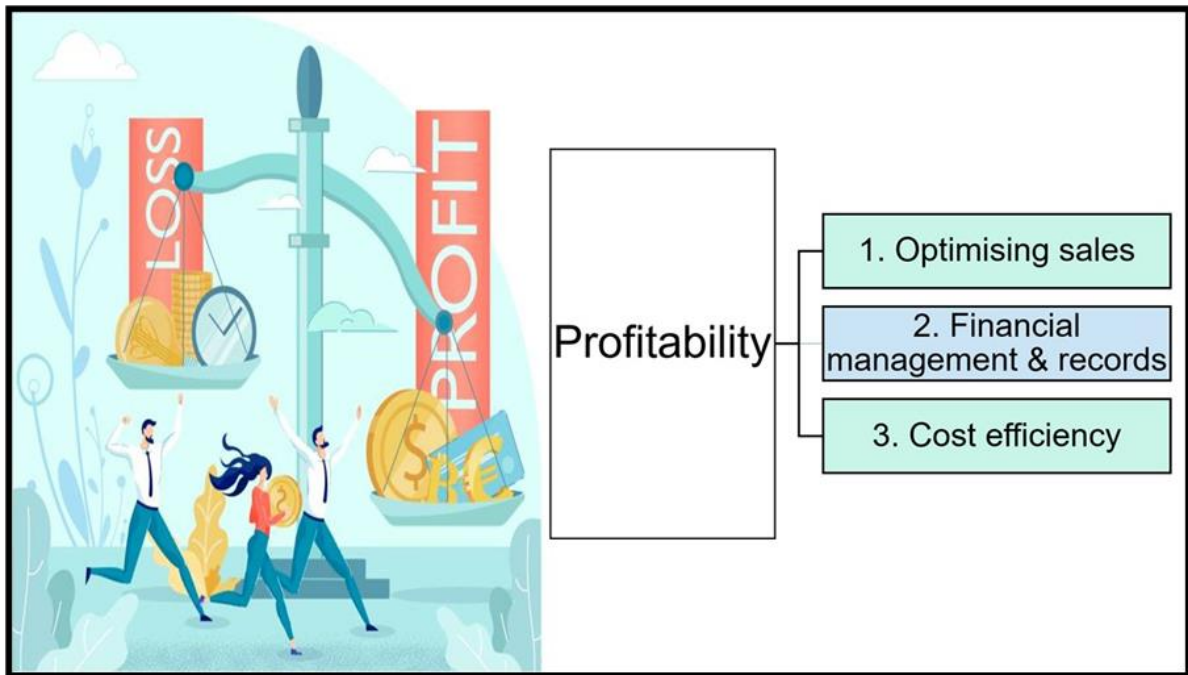 LOSS
PROFIT
Profitability
1. Optimising sales
2. Financial
management & records
3. Cost efficiency